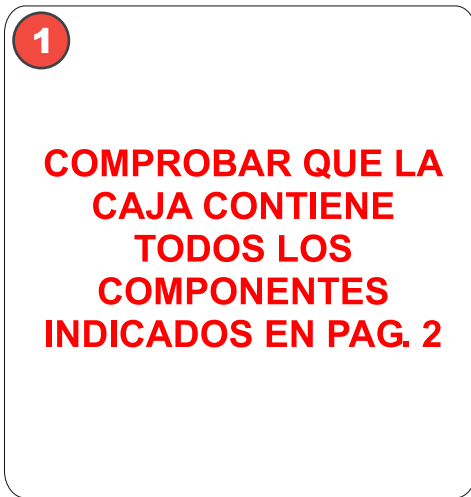 1
COMPROBAR QUE LA
CAJA CONTIENE
TODOS LOS
COMPONENTES
INDICADOS EN PAG. 2